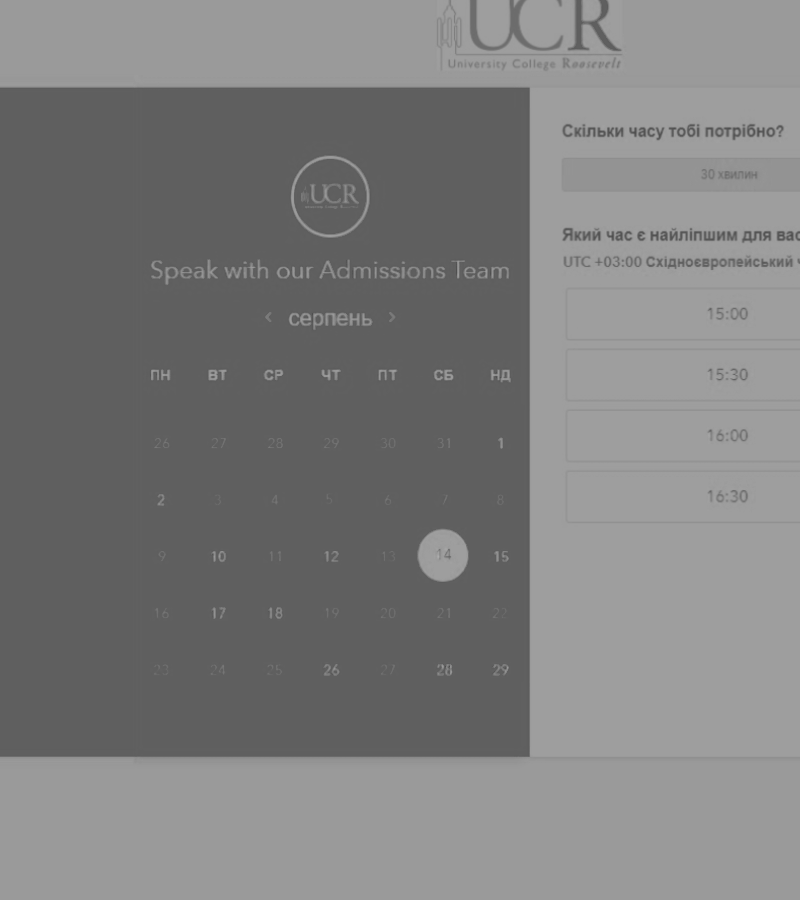 UCR
University College Roosevelt
UCR
Speak with our Admissions Team
< серпень >
ПН ВТ СР ЧТ ПТ СБ НД
26 27 28 29 30 31 1
2 3 4 5 6 7 8
9 10 11 12 13 14 15
16 17 18 19 20 21 22
23 24 25 26 27 28 29
Скільки часу тобі потрібно?
30 хвилин
Який час є найліпшим для вас
UTC +03:00 Східноєвропейський
15:00
15:30
16:00
16:30